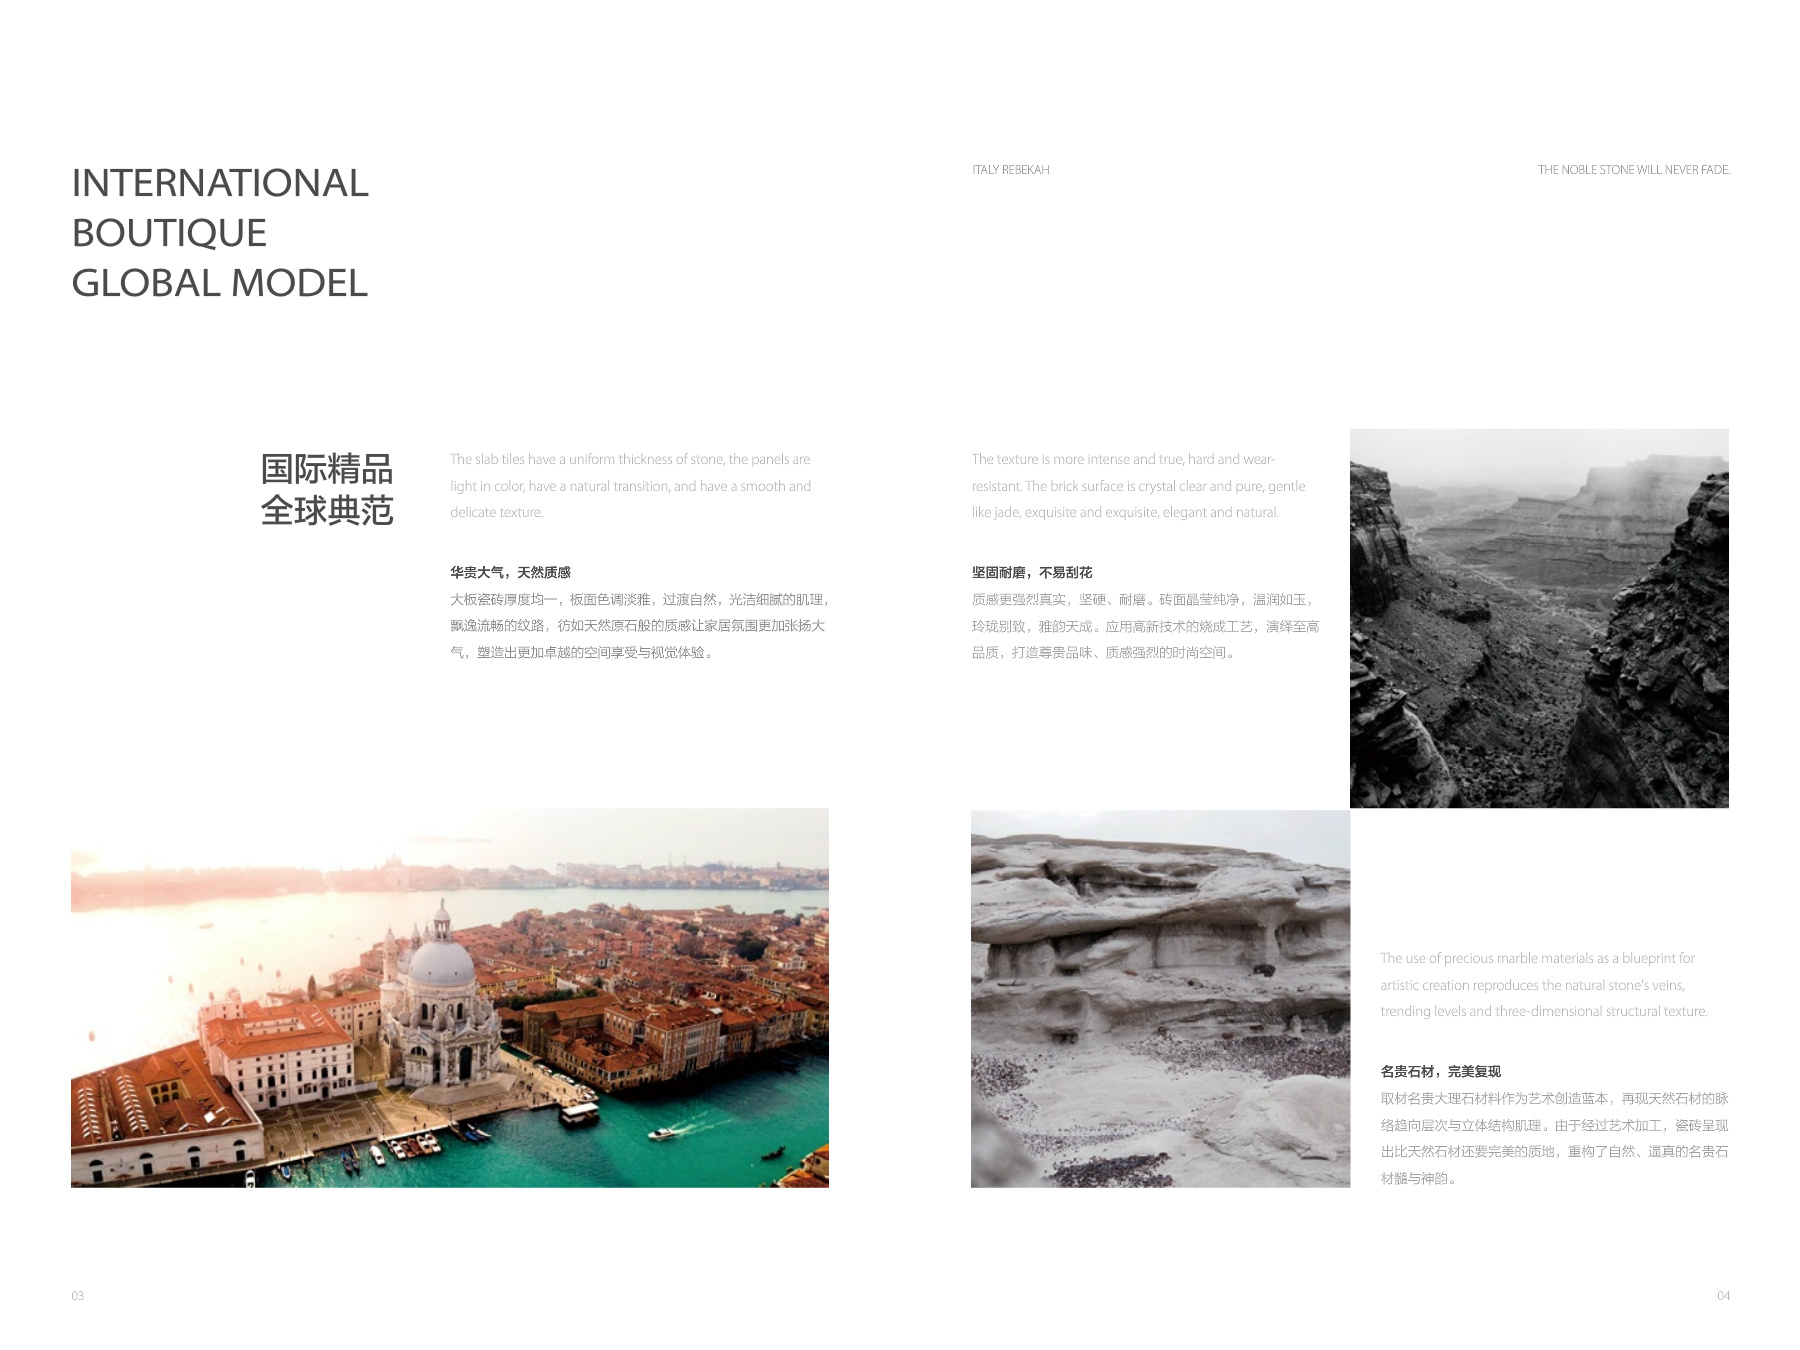 INTERNATIONAL
BOUTIQUE
GLOBAL MODEL
国际精品
全球典范
The slab tiles have a uniform thickness of stone, the panels are
light in color, have a natural transition, and have a smooth and
delicate texture.
华贵大气，天然质感
大板瓷砖厚度均一，板面色调淡雅，过渡自然，光洁细腻的肌理，
飘逸流畅的纹路，彷如天然原石般的质感让家居氛围更加张扬大
气，塑造出更加卓越的空间享受与视觉体验。
03
ITALY REBEKAH
THE NOBLE STONE WILL NEVER FADE.
The texture is more intense and true, hard and wear-
resistant. The brick surface is crystal clear and pure, gentle
like jade, exquisite and exquisite, elegant and natural.
坚固耐磨，不易刮花
质感更强烈真实，坚硬、耐磨。砖面晶莹纯净，温润如玉，
玲珑别致，雅韵天成。应用高新技术的烧成工艺，演绎至高
品质，打造尊贵品味、质感强烈的时尚空间。
The use of precious marble materials as a blueprint for
artistic creation reproduces the natural stone's veins,
trending levels and three-dimensional structural texture.
名贵石材，完美复现
取材名贵大理石材料作为艺术创造蓝本，再现天然石材的脉
络趋向层次与立体结构肌理。由于经过艺术加工，瓷砖呈现
出比天然石材还要完美的质地，重构了自然、逼真的名贵石
材髓与神韵。
04